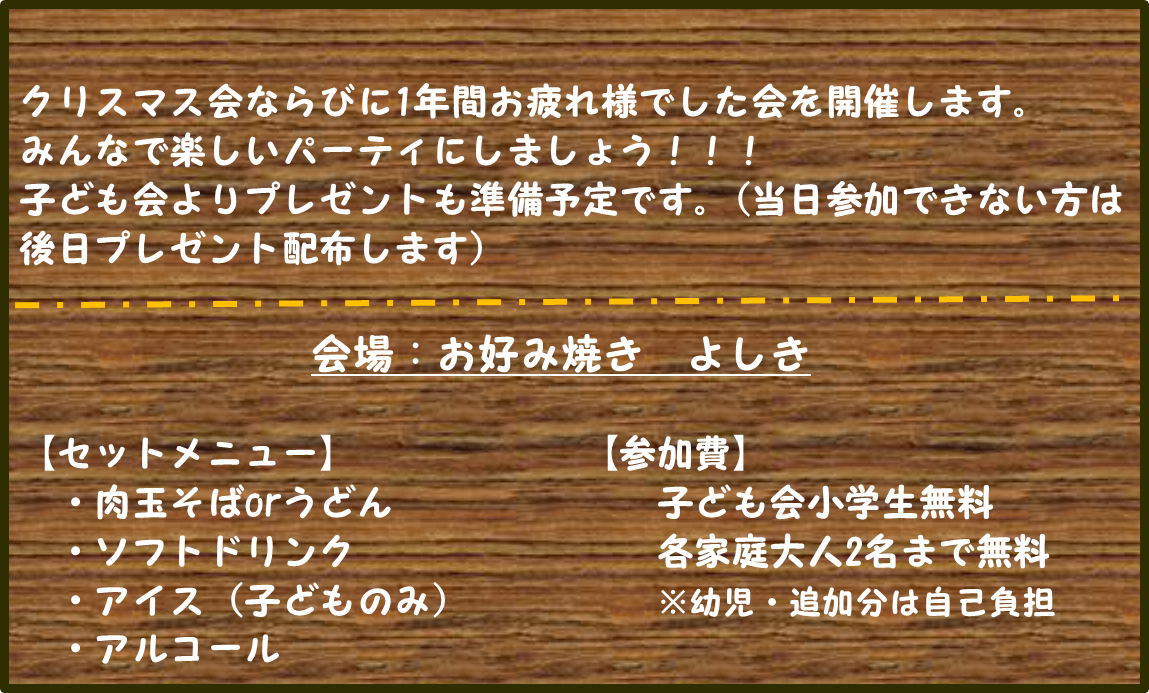 クリスマス会ならびに1年間お疲れ様でした会を開催します。
みんなで楽しいパーティにしましょう！！！
子ども会よりプレゼントも準備予定です。（当日参加できない方は
後日プレゼント配布します）
会場：お好み焼き　よしき
【セットメニュー】
・肉玉そばorうどん
・ソフトドリンク
・アイス（子どものみ）
・アルコール
【参加費】
子ども会小学生無料
各家庭大人2名まで無料
※幼児・追加分は自己負担